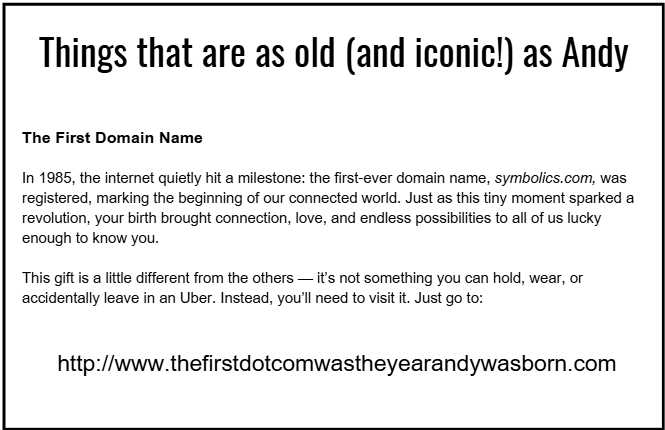 Things that are as old (and iconic!) as Andy
The First Domain Name
In 1985, the internet quietly hit a milestone: the first-ever domain name, symbolics.com, was
registered, marking the beginning of our connected world. Just as this tiny moment sparked a
revolution, your birth brought connection, love, and endless possibilities to all of us lucky
enough to know you.
This gift is a little different from the others — it’s not something you can hold, wear, or
accidentally leave in an Uber. Instead, you’ll need to visit it. Just go to:
http://www.thefirstdotcomwastheyearandywasborn.com